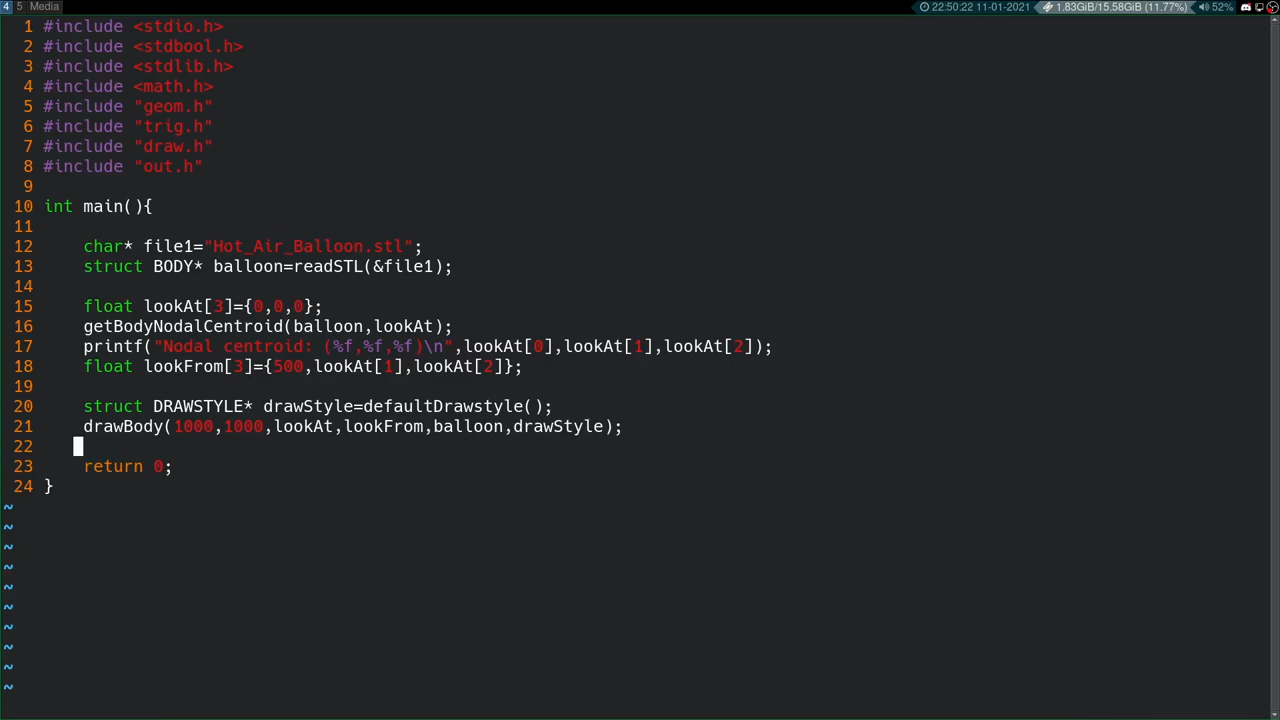 4 5 Media 22:50:22 11-01-2021 1.83GiB/15.58GiB (11.77%) 52%
1 #include <stdio.h>
2 #include <stdbool.h>
3 #include <stdlib.h>
4 #include <math.h>
5 #include "geom.h"
6 #include "trig.h"
7 #include "draw.h"
8 #include "out.h"
9
10 int main(){
11
12     char* file1="Hot_Air_Balloon.stl";
13     struct BODY* balloon=readSTL(&file1);
14
15     float lookAt[3]={0,0,0};
16     getBodyNodalCentroid(balloon,lookAt);
17     printf("Nodal centroid: (%f,%f,%f)\n",lookAt[0],lookAt[1],lookAt[2]);
18     float lookFrom[3]={500,lookAt[1],lookAt[2]};
19
20     struct DRAWSTYLE* drawStyle=defaultDrawstyle();
21     drawBody(1000,1000,lookAt,lookFrom,balloon,drawStyle);
22
23     return 0;
24 }
~
~
~
~
~
~
~
~
~
~